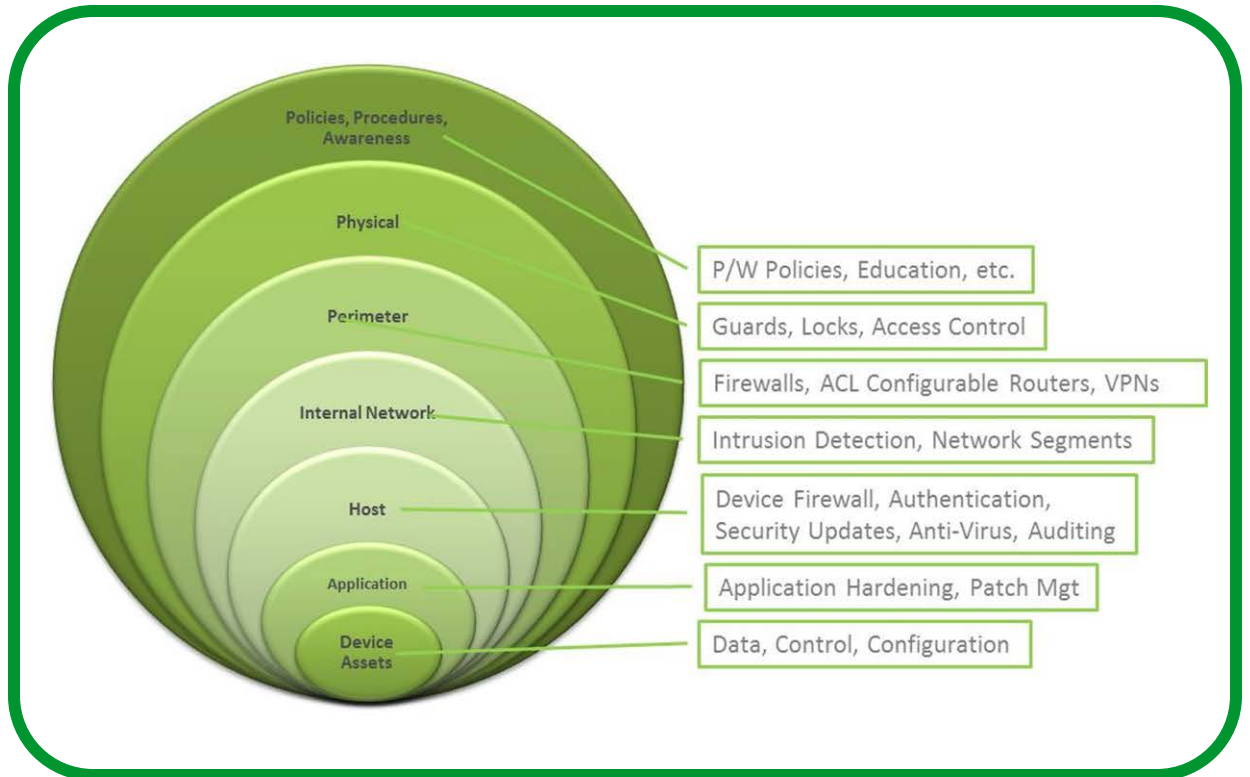 Policies, Procedures,
Awareness
Physical
Perimeter
Internal Network
Host
Application
Device
Assets
P/W Policies, Education, etc.
Guards, Locks, Access Control
Firewalls, ACL Configurable Routers, VPNs
Intrusion Detection, Network Segments
Device Firewall, Authentication,
Security Updates, Anti-Virus, Auditing
Application Hardening, Patch Mgt
Data, Control, Configuration